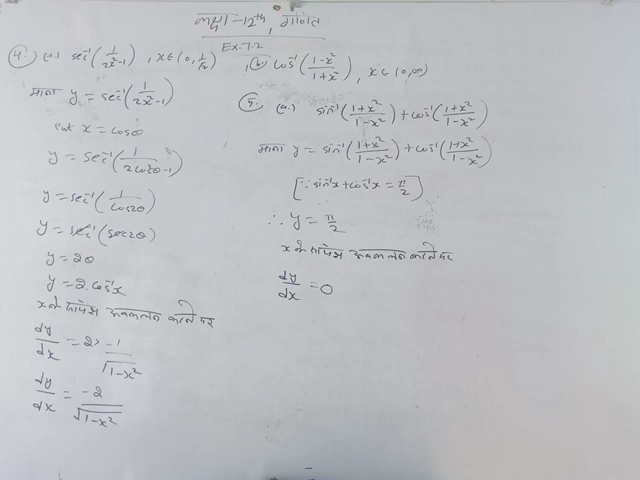 कक्षा-12th, गणित
Ex. 7.2
4. (a.) sec⁻¹(1/2x²-1), x∈(0, 1/√2)
माना y = sec⁻¹(1/2x²-1)
put x = cosθ
y = sec⁻¹(1/2cos²θ-1)
y = sec⁻¹(1/cos2θ)
y = sec⁻¹(sec2θ)
y = 2θ
y = 2.cos⁻¹x
x के सापेक्ष अवकलन करने पर
dy/dx = 2× -1/√1-x²
dy/dx = -2/√1-x²
, (b.) cos⁻¹(1-x²/1+x²), x∈(0,∞)
5. (a.) sin⁻¹(1+x²/1-x²) + cos⁻¹(1+x²/1-x²)
माना y = sin⁻¹(1+x²/1-x²) + cos⁻¹(1+x²/1-x²)
[∵ sin⁻¹x + cos⁻¹x = π/2]
∴ y = π/2
x के सापेक्ष अवकलन करने पर
dy/dx = 0